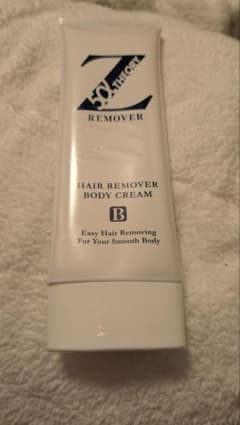 Z
50% THEORY
REMOVER
HAIR REMOVER
BODY CREAM
B
Easy Hair Removing
For Your Smooth Body